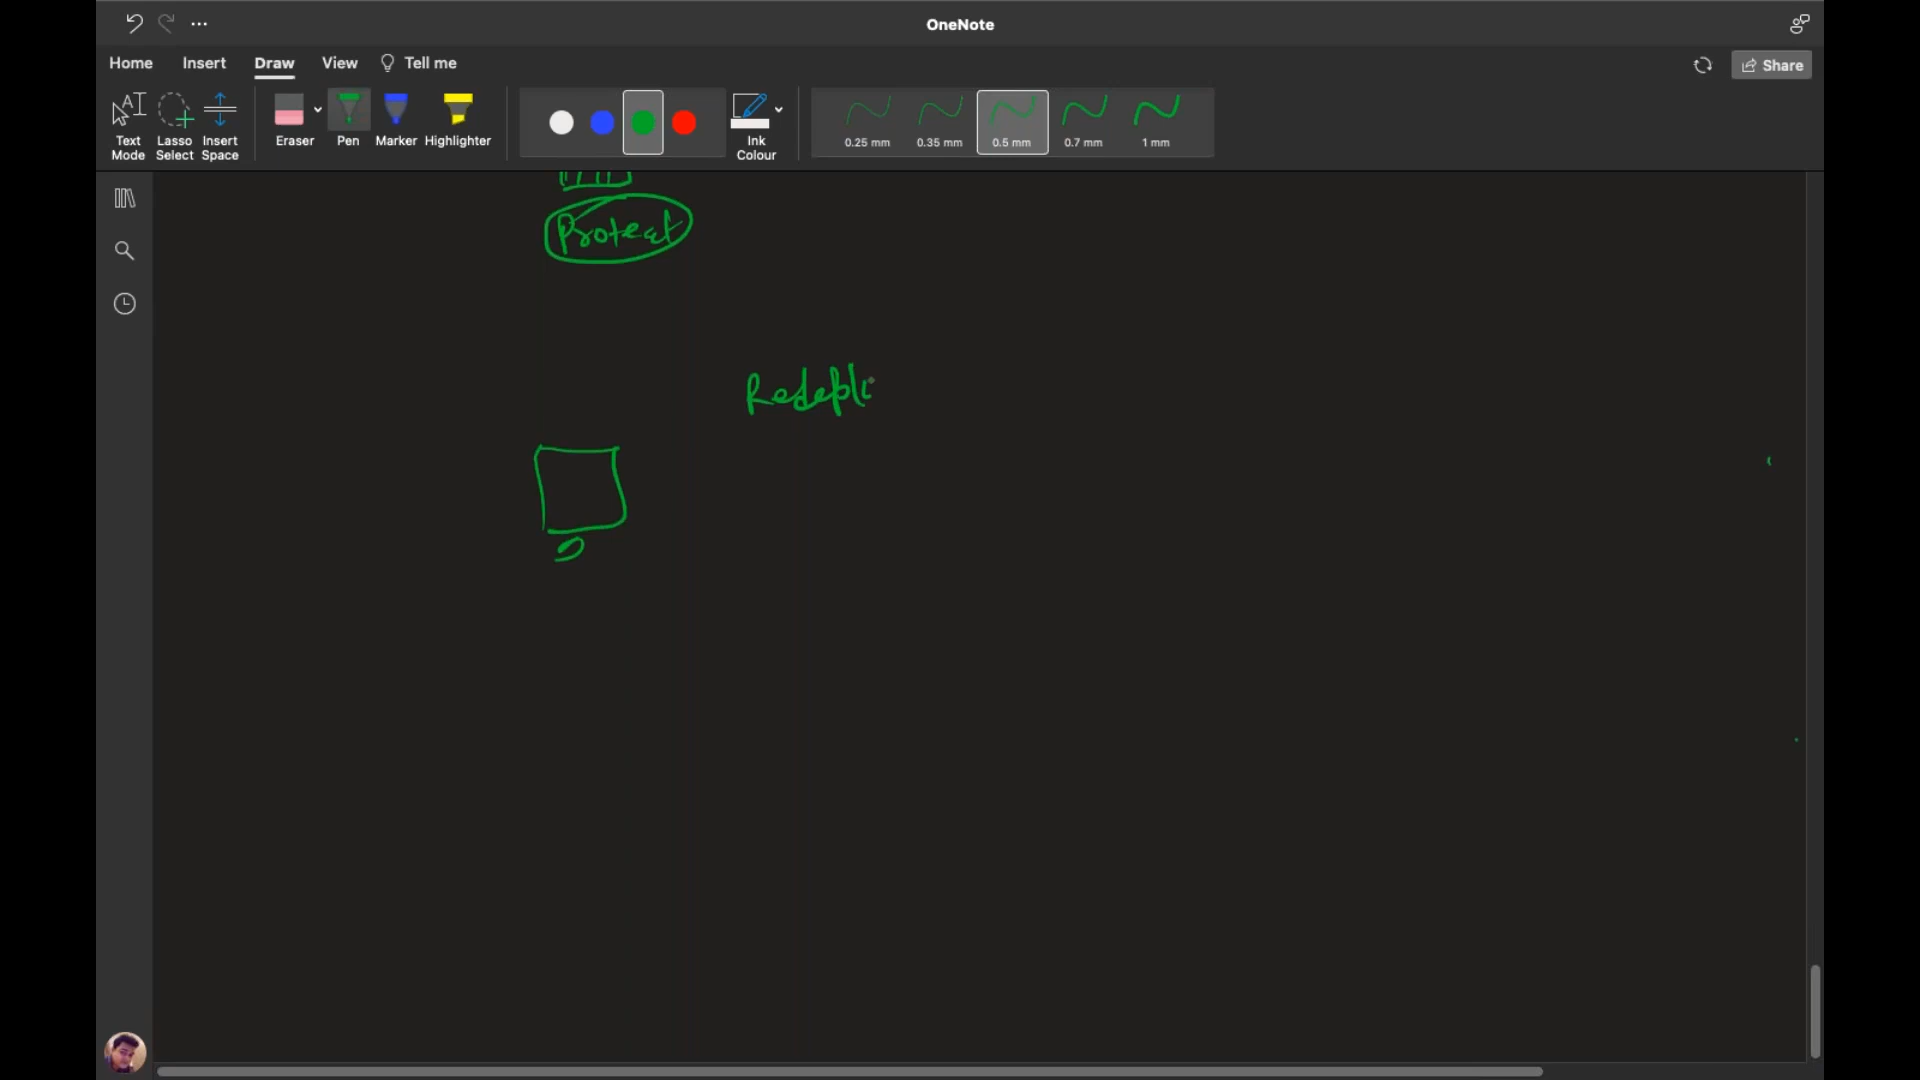 OneNote
Home Insert Draw View Tell me
Share
Text Mode
Lasso Select
Insert Space
Eraser
Pen
Marker
Highlighter
Ink Colour
0.25 mm
0.35 mm
0.5 mm
0.7 mm
1 mm
Protect
Redepl